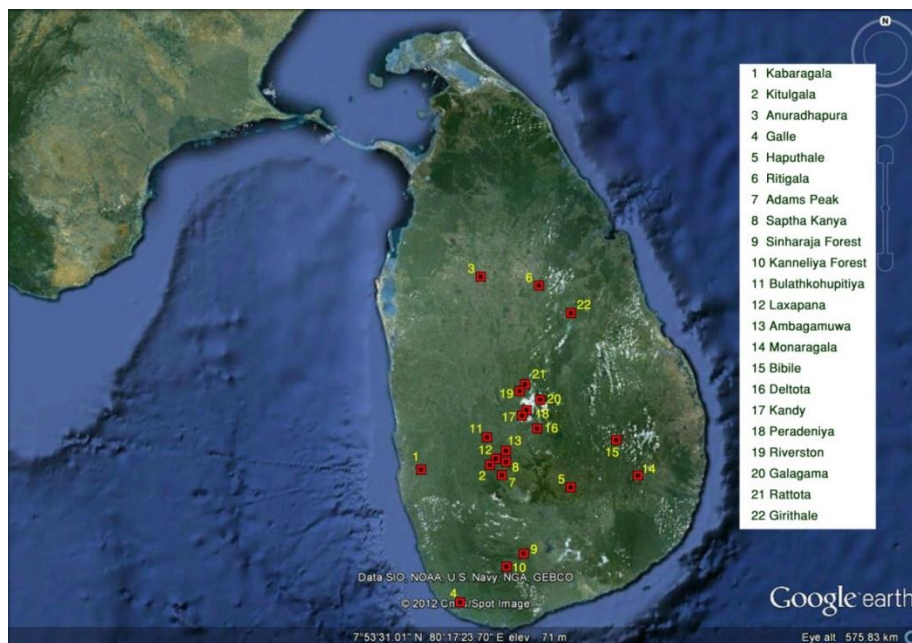 N
1 Kabaragala
2 Kitulgala
3 Anuradhapura
4 Galle
5 Haputhale
6 Ritigala
7 Adams Peak
8 Saptha Kanya
9 Sinharaja Forest
10 Kanneliya Forest
11 Bulathkohupitiya
12 Laxapana
13 Ambagamuwa
14 Monaragala
15 Bibile
16 Deltota
17 Kandy
18 Peradeniya
19 Riverston
20 Galagama
21 Rattota
22 Girithale
3
6
22
21
19
20
17
18
16
11
13
15
12
1
8
14
2
7
5
9
10
Data SIO, NOAA, U.S. Navy, NGA, GEBCO
4
© 2012 Cnes/Spot Image
Google earth
7°53'31.01" N 80°17'23.70" E elev 71 m
Eye alt 575.83 km